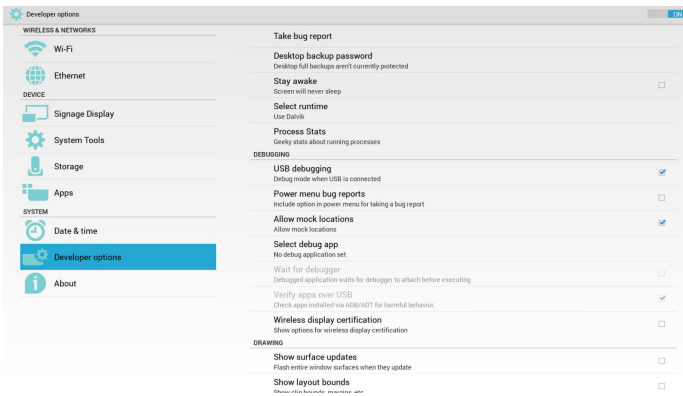 Developer options
ON
WIRELESS & NETWORKS
Wi-Fi
Ethernet
DEVICE
Signage Display
System Tools
Storage
Apps
SYSTEM
Date & time
Developer options
About
Take bug report
Desktop backup password
Desktop full backups aren't currently protected
Stay awake
Screen will never sleep
Select runtime
Use Dalvik
Process Stats
Geeky stats about running processes
DEBUGGING
USB debugging
Debug mode when USB is connected
Power menu bug reports
Include option in power menu for taking a bug report
Allow mock locations
Allow mock locations
Select debug app
No debug application set
Wait for debugger
Debugged application waits for debugger to attach before executing
Verify apps over USB
Check apps installed via ADB/ADT for harmful behavior.
Wireless display certification
Show options for wireless display certification
DRAWING
Show surface updates
Flash entire window surfaces when they update
Show layout bounds
Show clip bounds, margins, etc.